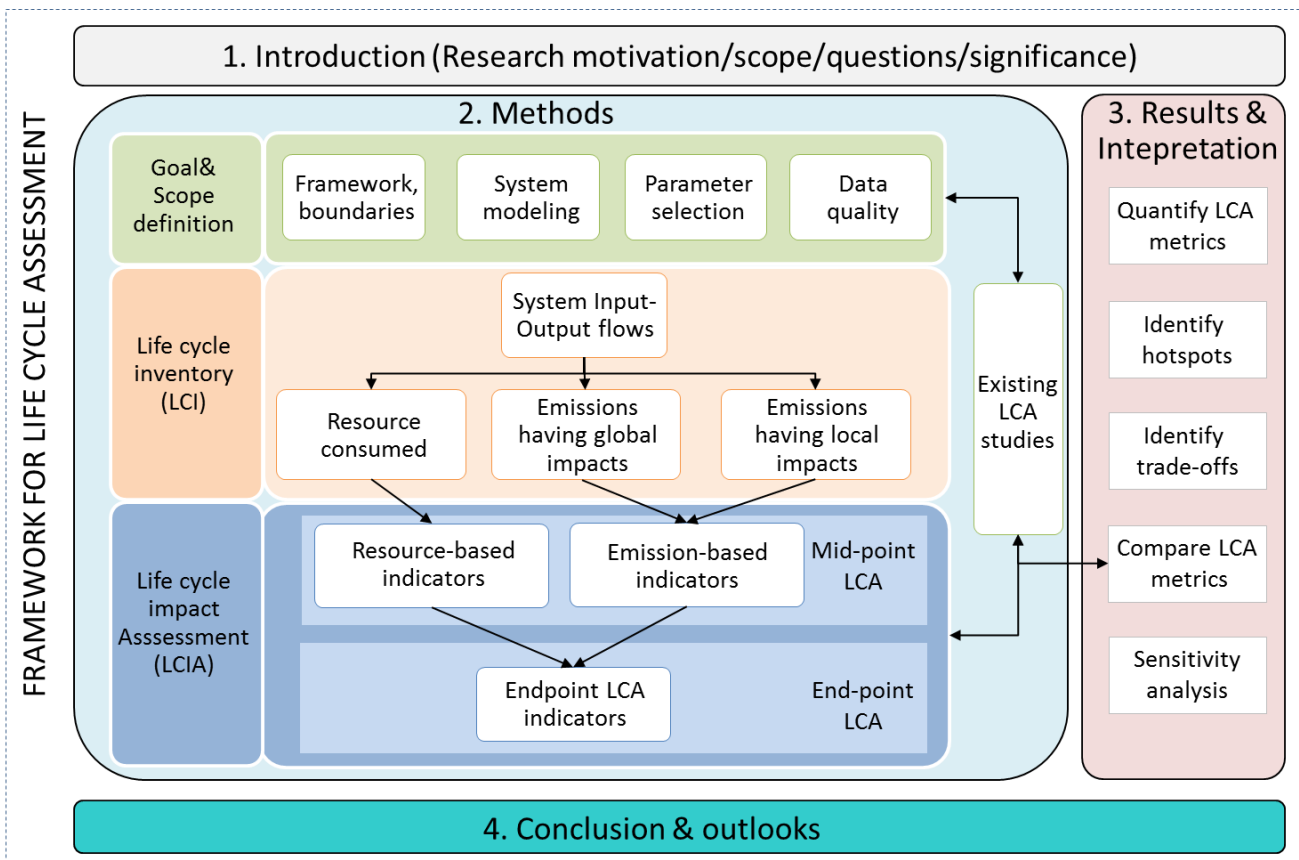 FRAMEWORK FOR LIFE CYCLE ASSESSMENT
1. Introduction (Research motivation/scope/questions/significance)
2. Methods
Goal&
Scope
definition
Framework,
boundaries
System
modeling
Parameter
selection
Data
quality
Life cycle
inventory
(LCI)
System Input-
Output flows
Resource
consumed
Emissions
having global
impacts
Emissions
having local
impacts
Existing
LCA
studies
Life cycle
impact
Asssessment
(LCIA)
Resource-based
indicators
Emission-based
indicators
Mid-point
LCA
Endpoint LCA
indicators
End-point
LCA
3. Results &
Intepretation
Quantify LCA
metrics
Identify
hotspots
Identify
trade-offs
Compare LCA
metrics
Sensitivity
analysis
4. Conclusion & outlooks